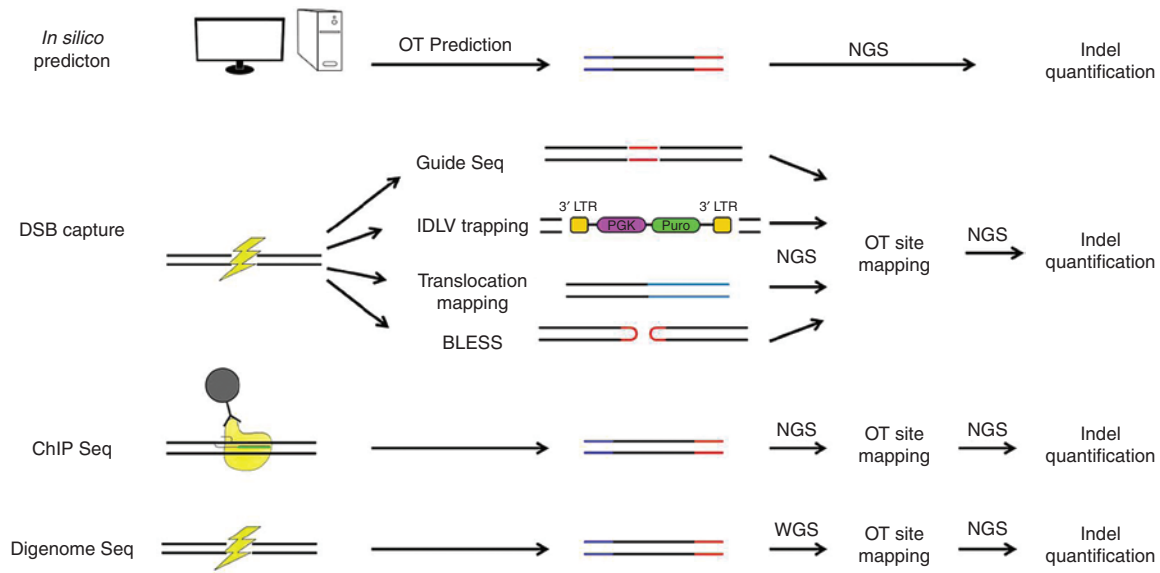 In silico
predicton
OT Prediction
NGS
Indel
quantification
DSB capture
Guide Seq
3′ LTR
3′ LTR
IDLV trapping
PGK
Puro
Translocation
mapping
BLESS
NGS
OT site
mapping
NGS
Indel
quantification
ChIP Seq
NGS
OT site
mapping
NGS
Indel
quantification
Digenome Seq
WGS
OT site
mapping
NGS
Indel
quantification